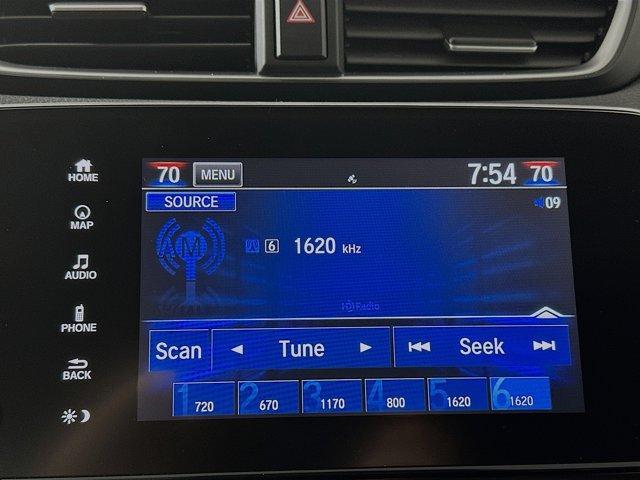 HOME
MAP
AUDIO
PHONE
BACK
70 MENU 7:54 70
SOURCE 09
AM 6 1620 kHz
HD Radio
Scan Tune Seek
1 720 2 670 3 1170 4 800 5 1620 6 1620